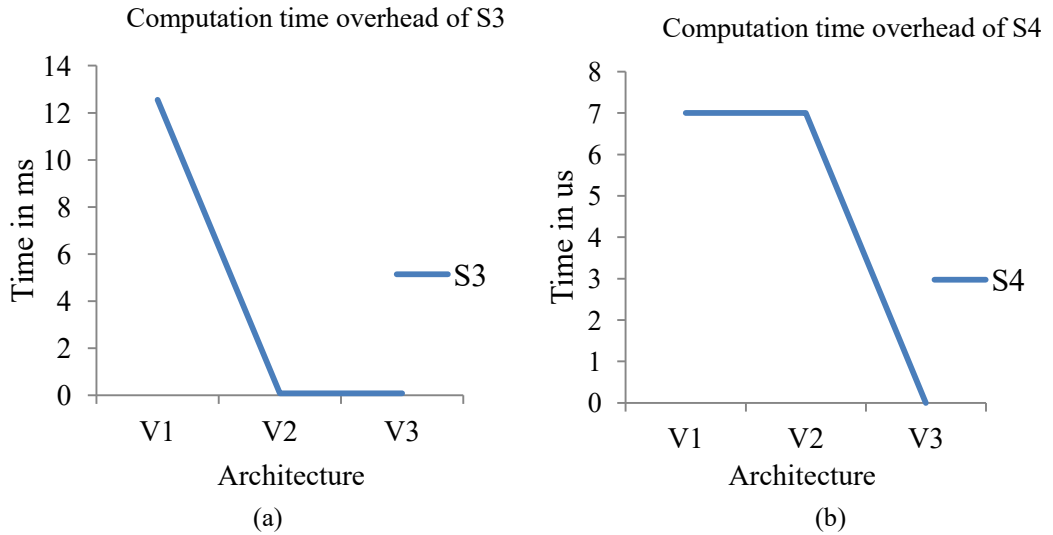 Computation time overhead of S3
14
12
10
8
6
4
2
0
Time in ms
V1 V2 V3
Architecture
S3
(a)
Computation time overhead of S4
8
7
6
5
4
3
2
1
0
Time in us
V1 V2 V3
Architecture
S4
(b)